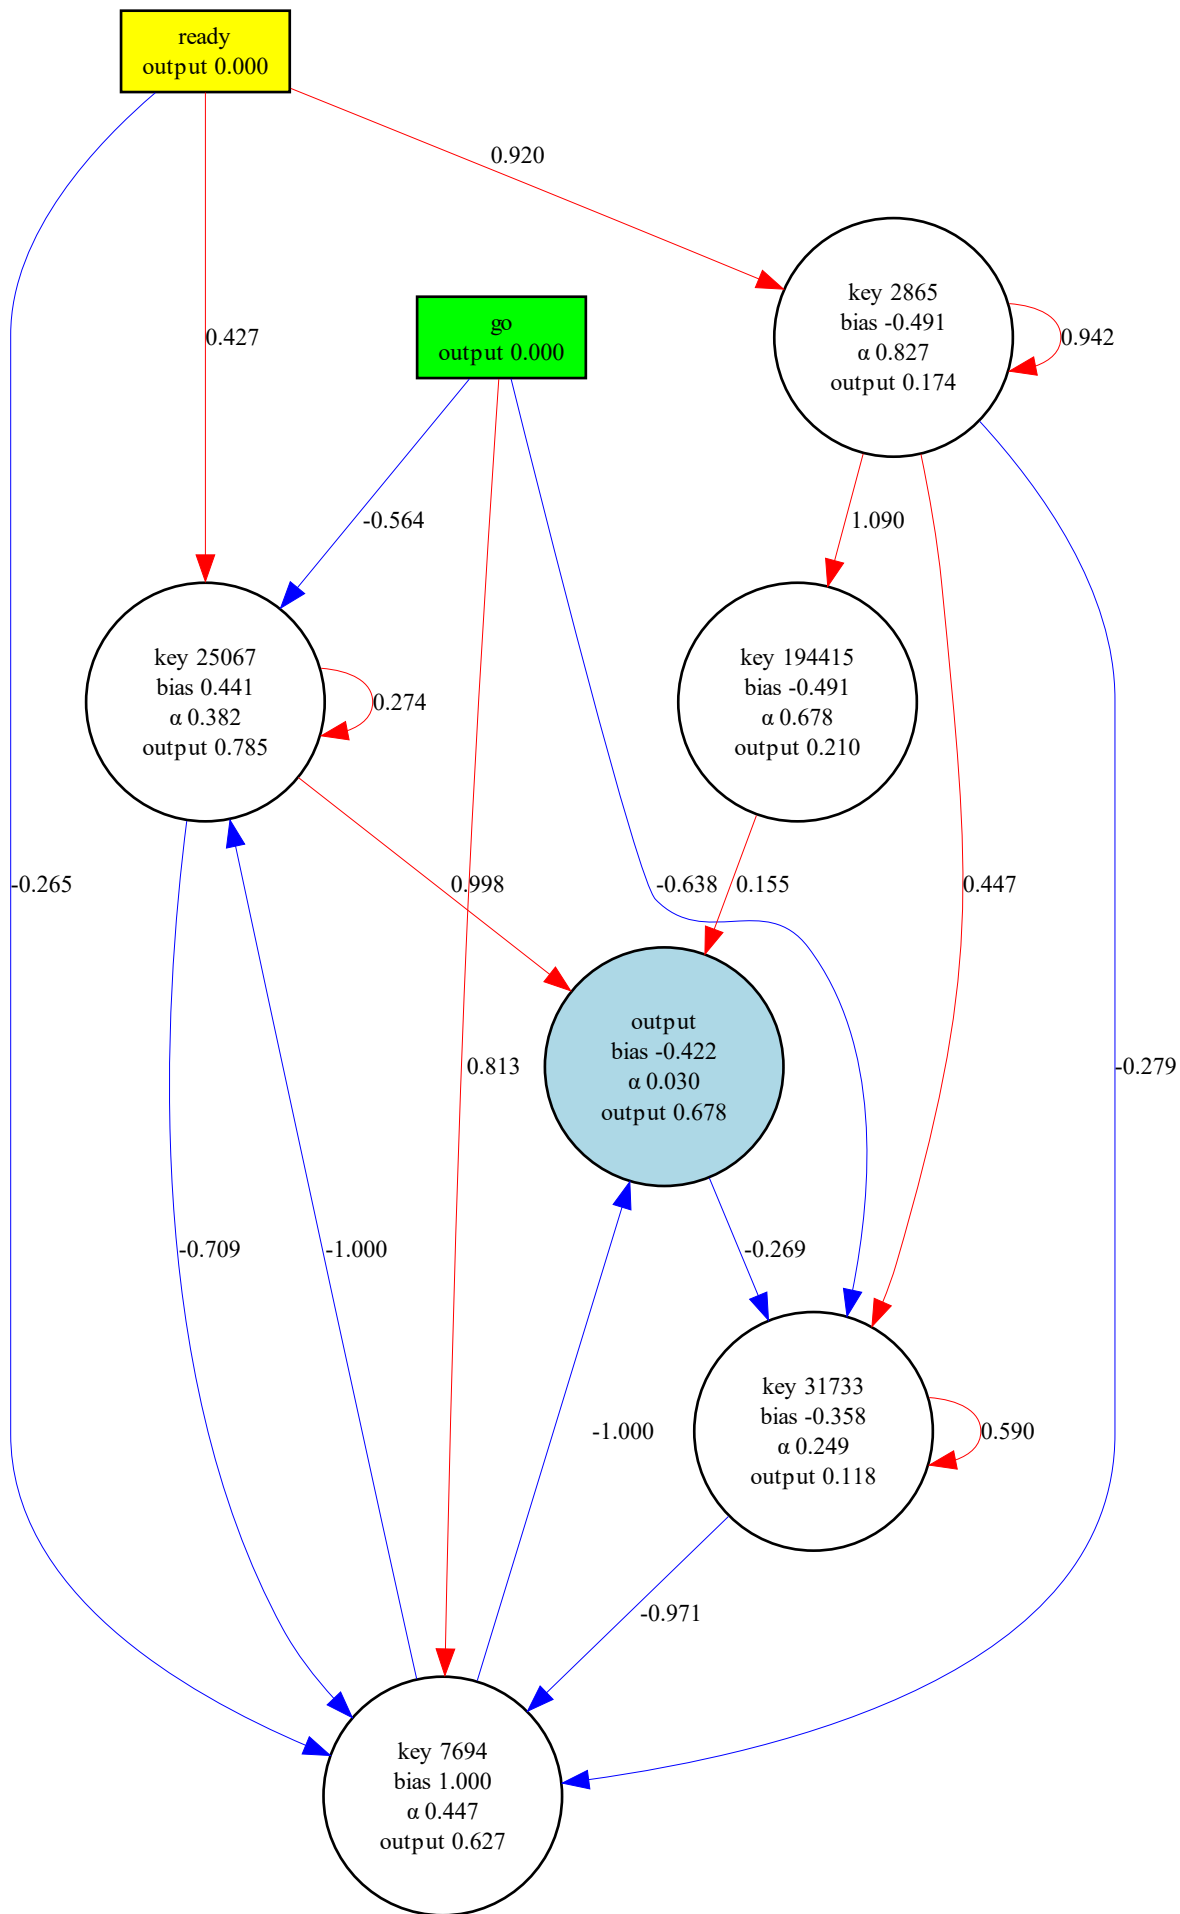 ready
output 0.000
0.920
key 2865
bias -0.491
α 0.827
output 0.174
0.942
go
output 0.000
0.427
-0.564
1.090
key 25067
bias 0.441
α 0.382
output 0.785
0.274
key 194415
bias -0.491
α 0.678
output 0.210
-0.265
0.998
-0.638
0.155
0.447
output
bias -0.422
α 0.030
output 0.678
0.813
-0.279
-0.709
-1.000
-0.269
-1.000
key 31733
bias -0.358
α 0.249
output 0.118
0.590
-0.971
key 7694
bias 1.000
α 0.447
output 0.627